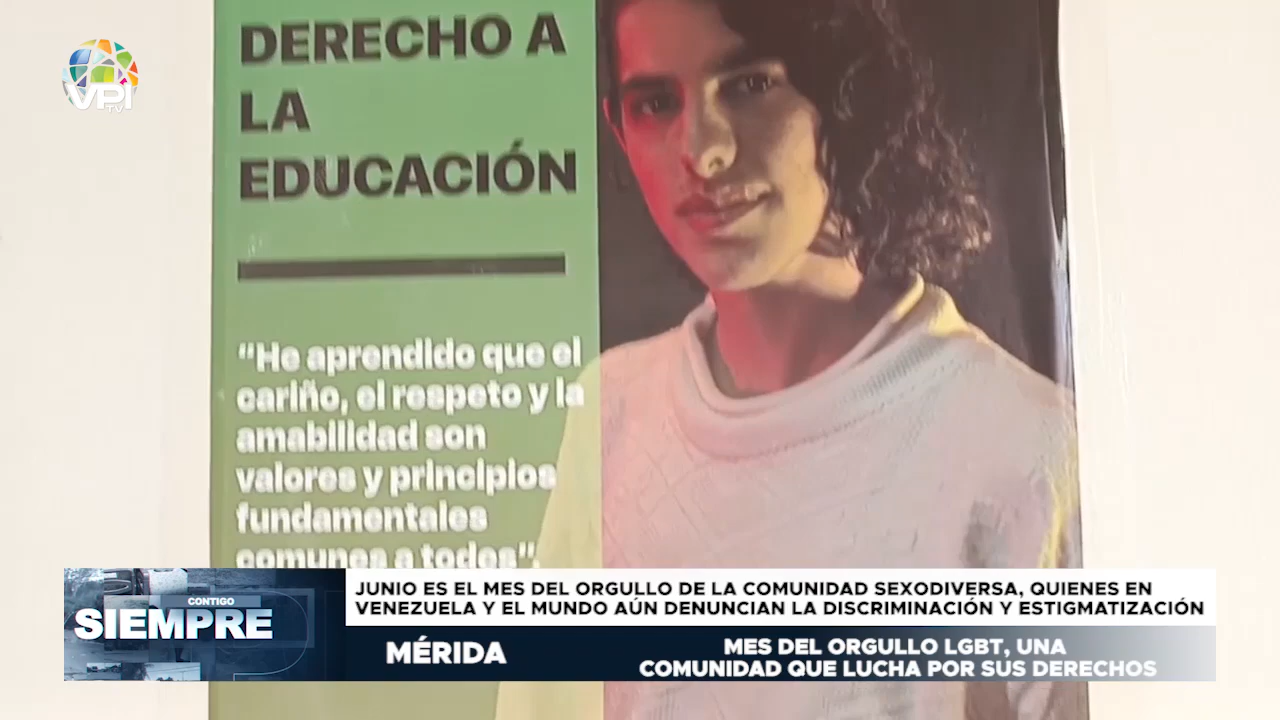 VPI
TV
DERECHO A
LA
EDUCACIÓN
"He aprendido que el
cariño, el respeto y la
amabilidad son
valores y principios
fundamentales
comunes a todes".
CONTIGO
SIEMPRE
JUNIO ES EL MES DEL ORGULLO DE LA COMUNIDAD SEXODIVERSA, QUIENES EN
VENEZUELA Y EL MUNDO AÚN DENUNCIAN LA DISCRIMINACIÓN Y ESTIGMATIZACIÓN
MÉRIDA
MES DEL ORGULLO LGBT, UNA
COMUNIDAD QUE LUCHA POR SUS DERECHOS